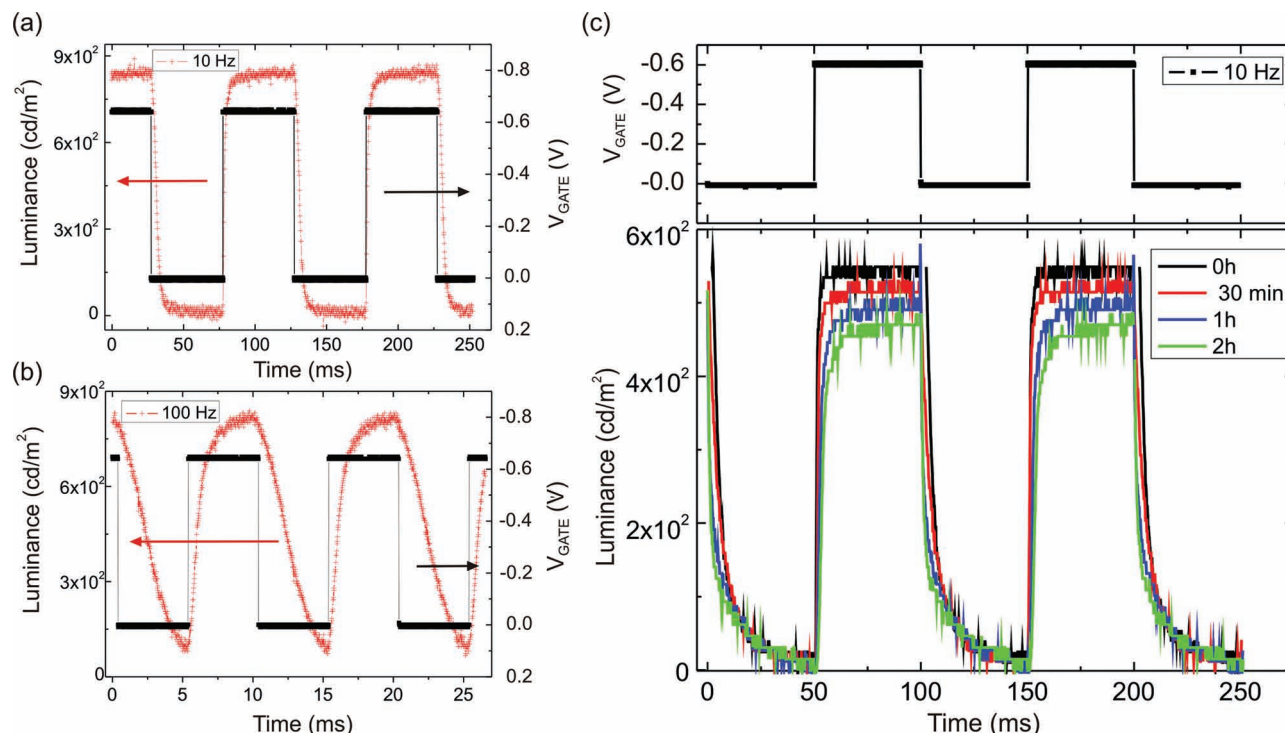 (a)
10 Hz
Luminance (cd/m²)
9x10²
6x10²
3x10²
0
-0.8
-0.6
-0.4
-0.2
0.0
0.2
V_GATE (V)
0 50 100 150 200 250
Time (ms)
(b)
100 Hz
Luminance (cd/m²)
9x10²
6x10²
3x10²
0
-0.8
-0.6
-0.4
-0.2
0.0
0.2
V_GATE (V)
0 5 10 15 20 25
Time (ms)
(c)
10 Hz
V_GATE (V)
-0.6
-0.4
-0.2
-0.0
0h
30 min
1h
2h
Luminance (cd/m²)
6x10²
4x10²
2x10²
0
0 50 100 150 200 250
Time (ms)